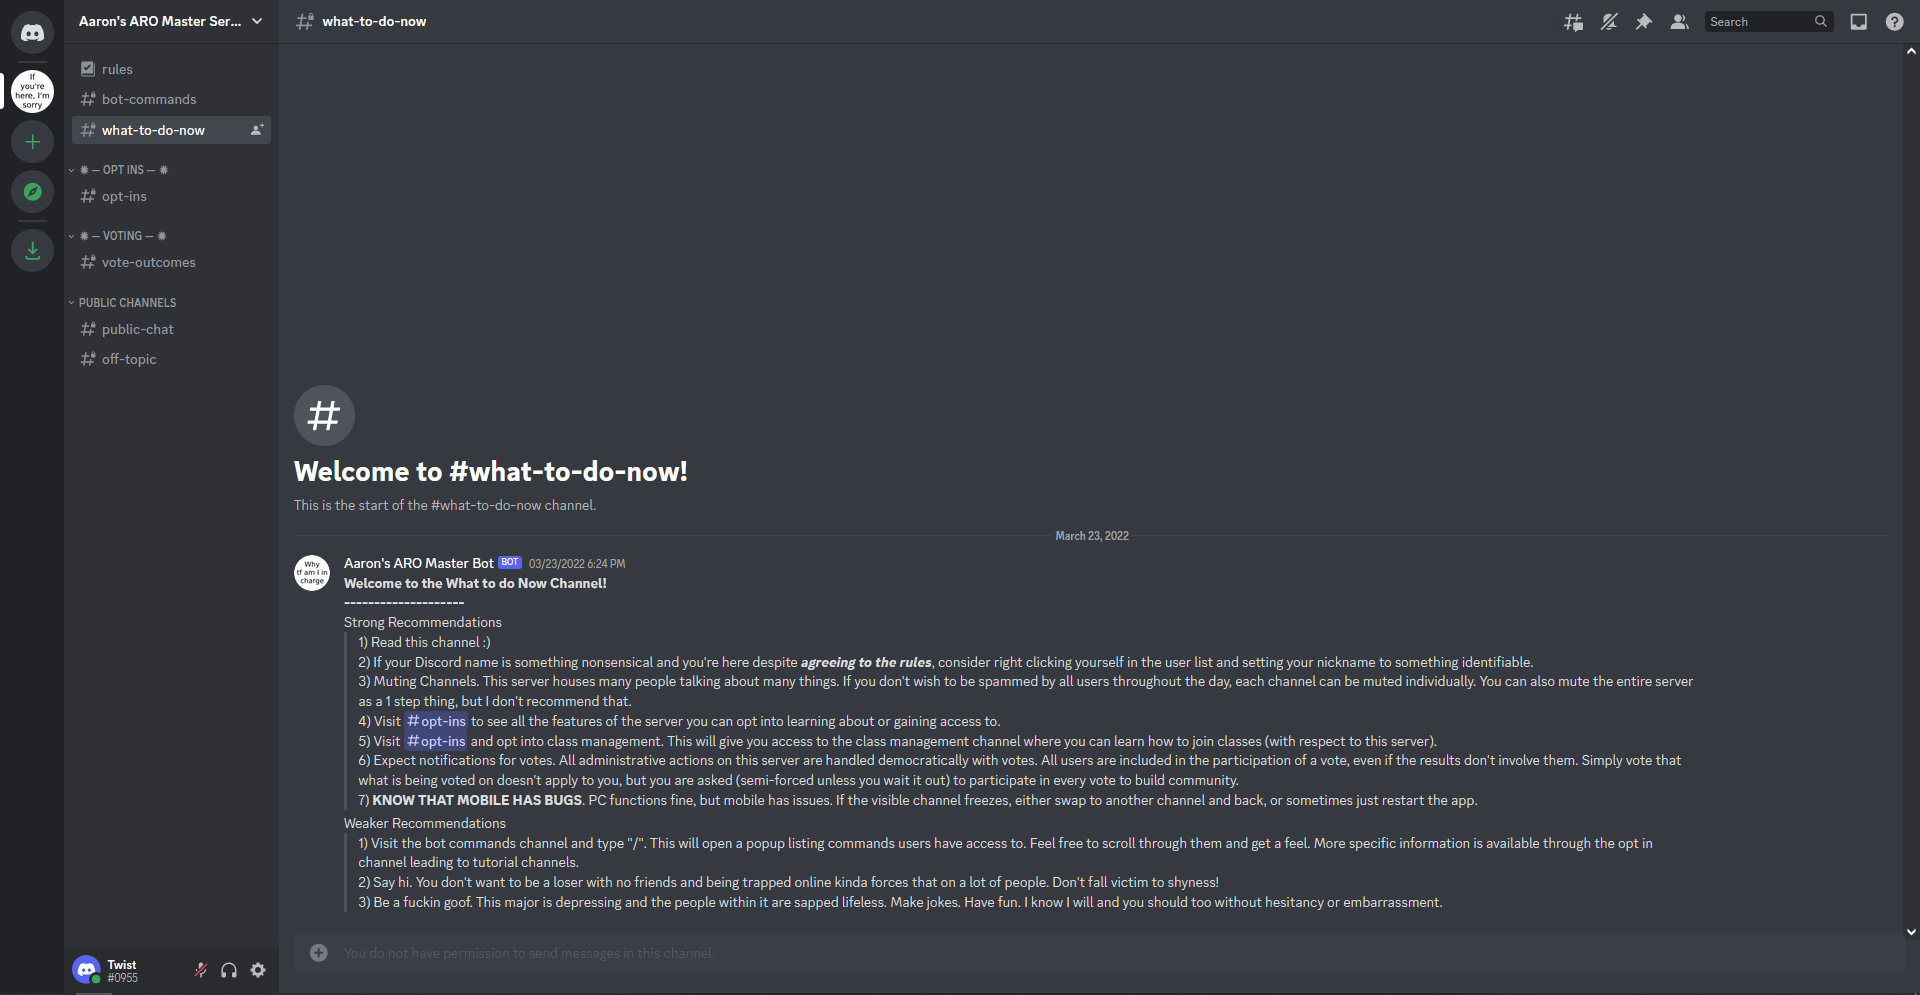 Aaron's ARO Master Ser...
what-to-do-now
Search
If
you're
here, I'm
sorry
rules
bot-commands
what-to-do-now
✹ — OPT INS — ✹
opt-ins
✹ — VOTING — ✹
vote-outcomes
PUBLIC CHANNELS
public-chat
off-topic
Welcome to #what-to-do-now!
This is the start of the #what-to-do-now channel.
March 23, 2022
Why
tf am I in
charge
Aaron's ARO Master Bot BOT 03/23/2022 6:24 PM
Welcome to the What to do Now Channel!
--------------------
Strong Recommendations
1) Read this channel :)
2) If your Discord name is something nonsensical and you're here despite agreeing to the rules, consider right clicking yourself in the user list and setting your nickname to something identifiable.
3) Muting Channels. This server houses many people talking about many things. If you don't wish to be spammed by all users throughout the day, each channel can be muted individually. You can also mute the entire server
as a 1 step thing, but I don't recommend that.
4) Visit #opt-ins to see all the features of the server you can opt into learning about or gaining access to.
5) Visit #opt-ins and opt into class management. This will give you access to the class management channel where you can learn how to join classes (with respect to this server).
6) Expect notifications for votes. All administrative actions on this server are handled democratically with votes. All users are included in the participation of a vote, even if the results don't involve them. Simply vote that
what is being voted on doesn't apply to you, but you are asked (semi-forced unless you wait it out) to participate in every vote to build community.
7) KNOW THAT MOBILE HAS BUGS. PC functions fine, but mobile has issues. If the visible channel freezes, either swap to another channel and back, or sometimes just restart the app.
Weaker Recommendations
1) Visit the bot commands channel and type "/". This will open a popup listing commands users have access to. Feel free to scroll through them and get a feel. More specific information is available through the opt in
channel leading to tutorial channels.
2) Say hi. You don't want to be a loser with no friends and being trapped online kinda forces that on a lot of people. Don't fall victim to shyness!
3) Be a fuckin goof. This major is depressing and the people within it are sapped lifeless. Make jokes. Have fun. I know I will and you should too without hesitancy or embarrassment.
You do not have permission to send messages in this channel.
Twist
#0955